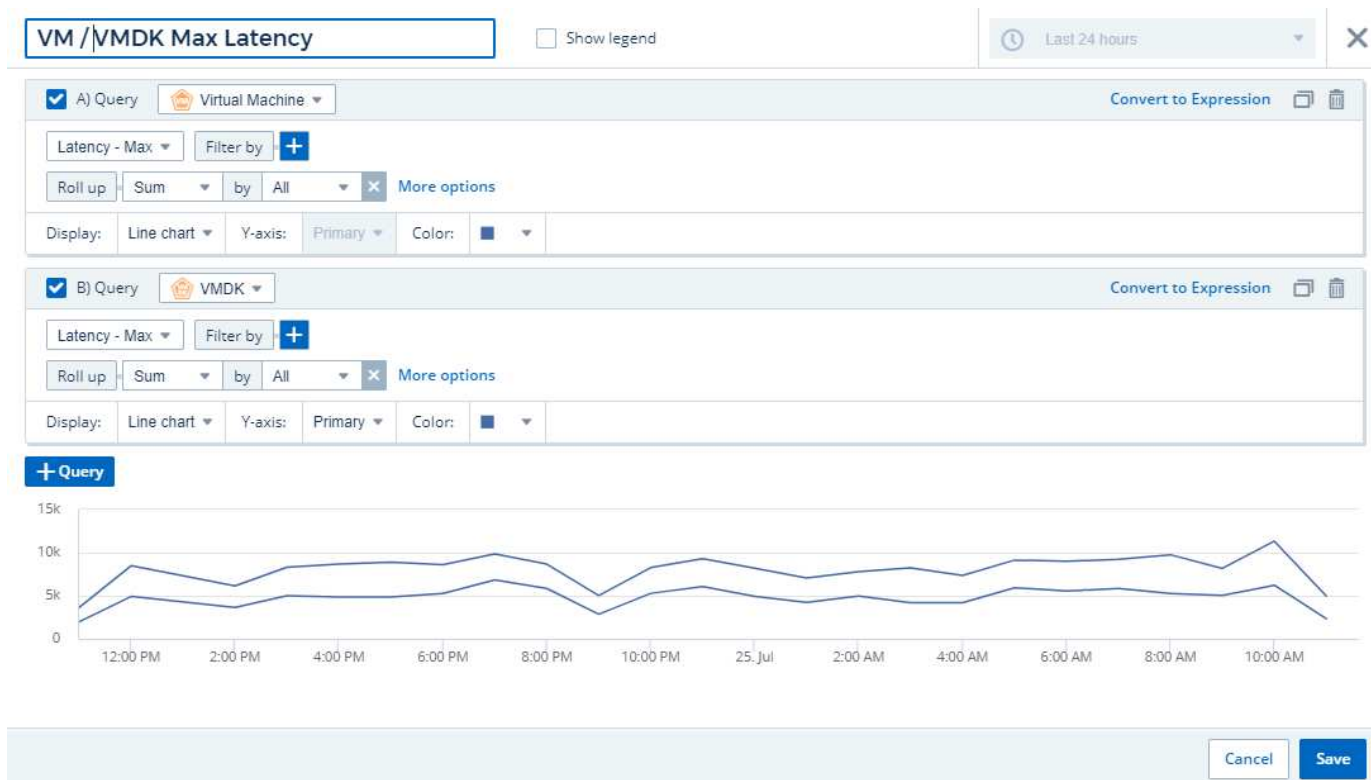 VM / VMDK Max Latency Show legend Last 24 hours
A) Query Virtual Machine Convert to Expression
Latency - Max Filter by +
Roll up Sum by All × More options
Display: Line chart Y-axis: Primary Color:
B) Query VMDK Convert to Expression
Latency - Max Filter by +
Roll up Sum by All × More options
Display: Line chart Y-axis: Primary Color:
+ Query
15k
10k
5k
0
12:00 PM 2:00 PM 4:00 PM 6:00 PM 8:00 PM 10:00 PM 25. Jul 2:00 AM 4:00 AM 6:00 AM 8:00 AM 10:00 AM
Cancel Save